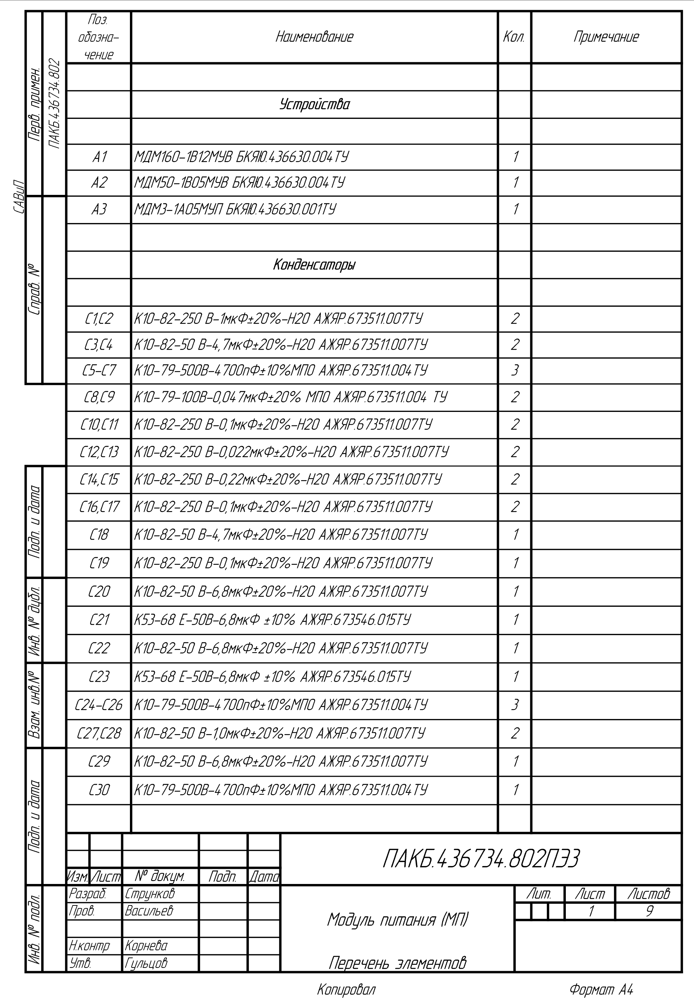 Поз. обозна-чение Наименование Кол. Примечание
Устройства
А1 МДМ160-1В12МУВ БКЯЮ.436630.004ТУ 1
А2 МДМ50-1В05МУВ БКЯЮ.436630.004ТУ 1
А3 МДМ3-1А05МУП БКЯЮ.436630.001ТУ 1
Конденсаторы
С1,С2 К10-82-250 В-1мкФ±20%-Н20 АЖЯР.673511.007ТУ 2
С3,С4 К10-82-50 В-4,7мкФ±20%-Н20 АЖЯР.673511.007ТУ 2
С5-С7 К10-79-500В-4700пФ±10%МПО АЖЯР.673511.004ТУ 3
С8,С9 К10-79-100В-0,047мкФ±20% МПО АЖЯР.673511.004 ТУ 2
С10,С11 К10-82-250 В-0,1мкФ±20%-Н20 АЖЯР.673511.007ТУ 2
С12,С13 К10-82-250 В-0,022мкФ±20%-Н20 АЖЯР.673511.007ТУ 2
С14,С15 К10-82-250 В-0,22мкФ±20%-Н20 АЖЯР.673511.007ТУ 2
С16,С17 К10-82-250 В-0,1мкФ±20%-Н20 АЖЯР.673511.007ТУ 2
С18 К10-82-50 В-4,7мкФ±20%-Н20 АЖЯР.673511.007ТУ 1
С19 К10-82-250 В-0,1мкФ±20%-Н20 АЖЯР.673511.007ТУ 1
С20 К10-82-50 В-6,8мкФ±20%-Н20 АЖЯР.673511.007ТУ 1
С21 К53-68 Е-50В-6,8мкФ ±10% АЖЯР.673546.015ТУ 1
С22 К10-82-50 В-6,8мкФ±20%-Н20 АЖЯР.673511.007ТУ 1
С23 К53-68 Е-50В-6,8мкФ ±10% АЖЯР.673546.015ТУ 1
С24-С26 К10-79-500В-4700пФ±10%МПО АЖЯР.673511.004ТУ 3
С27,С28 К10-82-50 В-1,0мкФ±20%-Н20 АЖЯР.673511.007ТУ 2
С29 К10-82-50 В-6,8мкФ±20%-Н20 АЖЯР.673511.007ТУ 1
С30 К10-79-500В-4700пФ±10%МПО АЖЯР.673511.004ТУ 1
Перв. примен.
ПАКБ.436734.802
САВиП
Справ. №
Подп. и дата
Инв. № дубл.
Взам. инв.№
Подп. и дата
Инв. № подл.
ПАКБ.436734.802ПЭ3
Изм. Лист № докум. Подп. Дата
Разраб. Струнков
Пров. Васильев
Н.контр Корнева
Утв. Гульцов
Модуль питания (МП)
Перечень элементов
Лит. Лист Листов
1 9
Копировал Формат А4